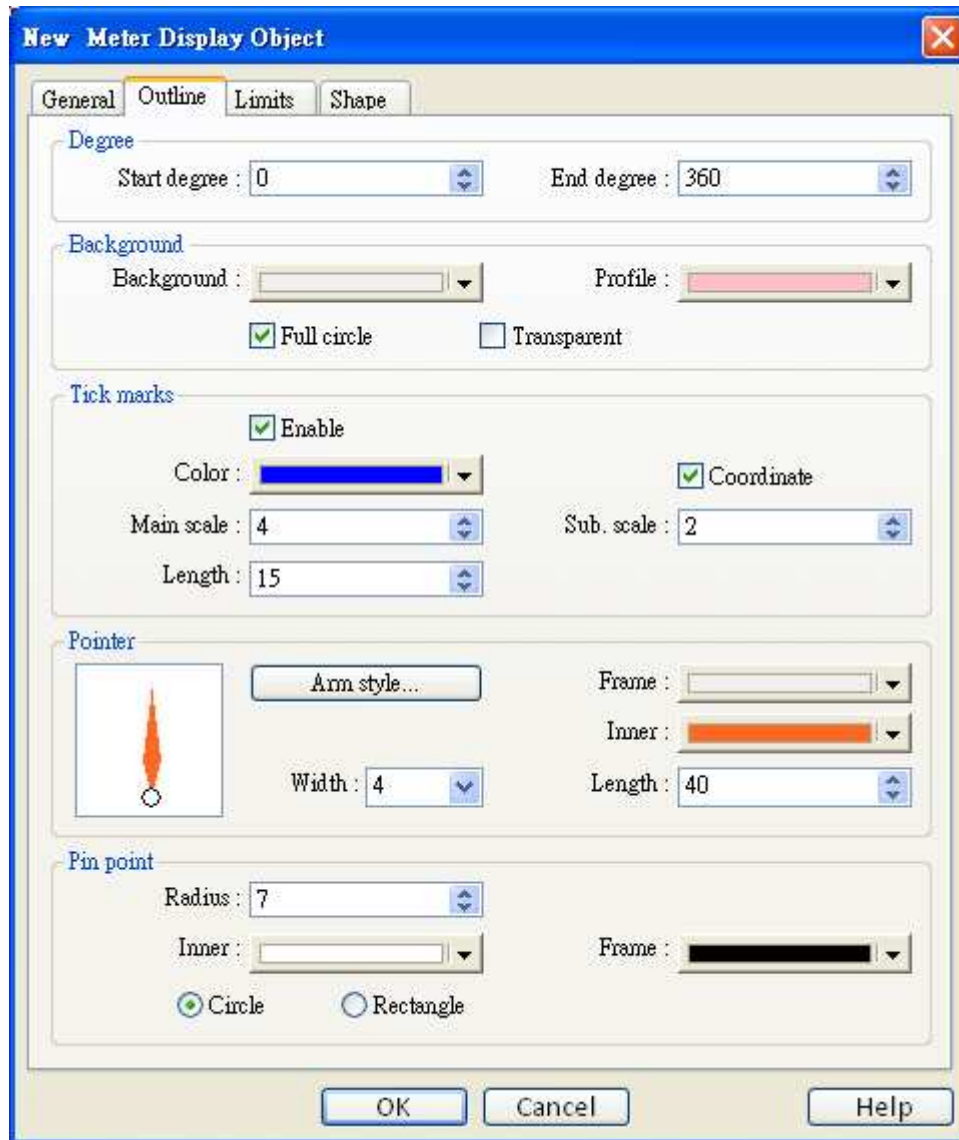 New Meter Display Object
General Outline Limits Shape
Degree
Start degree : 0 End degree : 360
Background
Background : Profile :
Full circle Transparent
Tick marks
Enable
Color : Coordinate
Main scale : 4 Sub. scale : 2
Length : 15
Pointer
Arm style... Frame :
Inner :
Width : 4 Length : 40
Pin point
Radius : 7
Inner : Frame :
Circle Rectangle
OK Cancel Help